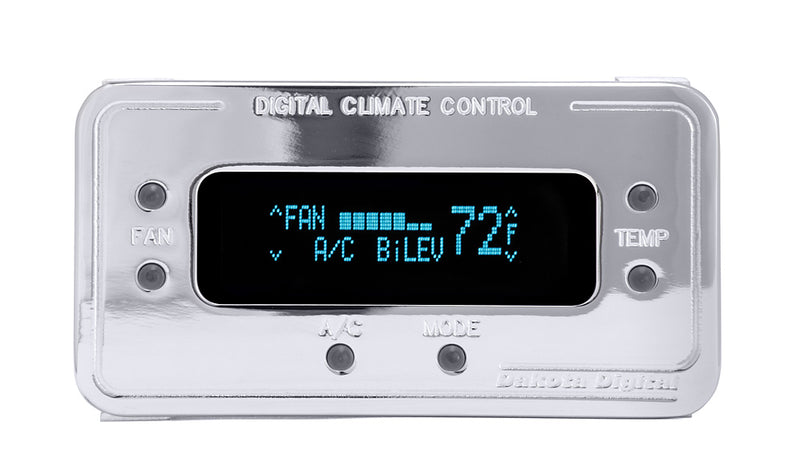 DIGITAL CLIMATE CONTROL
FAN 72 F
A/C BiLEV
FAN
TEMP
A/C MODE
Dakota Digital